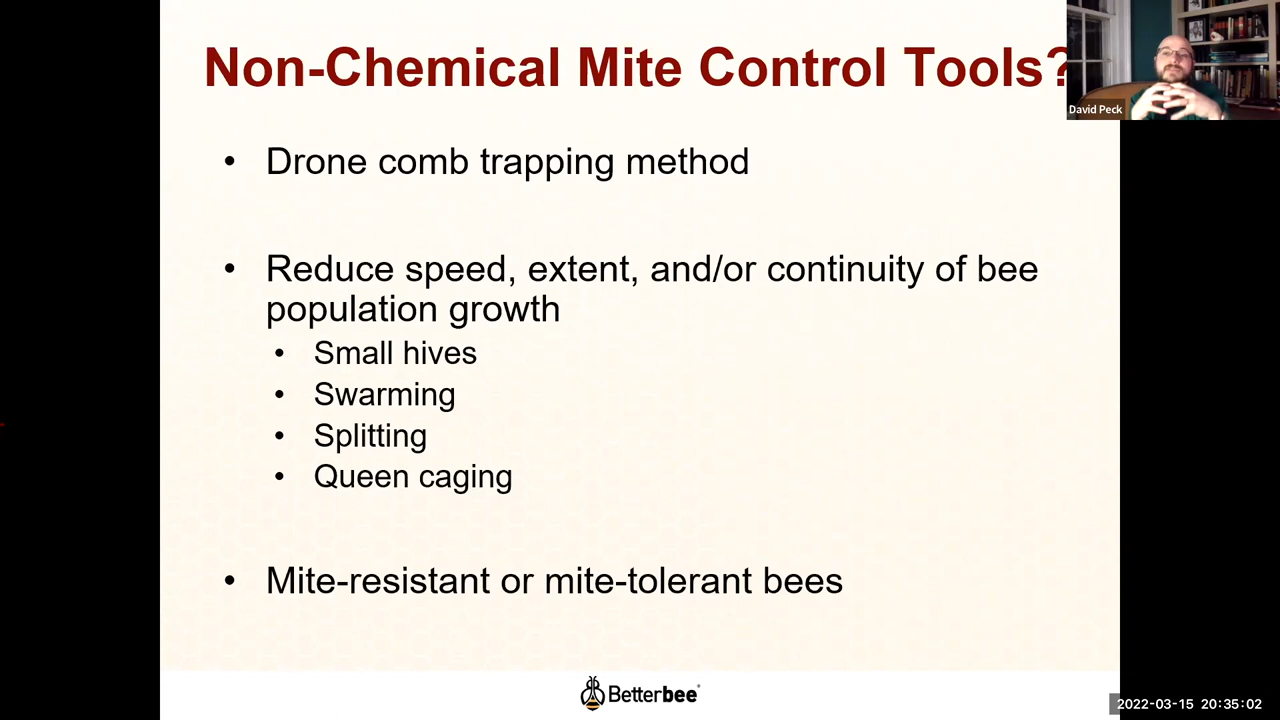 Non-Chemical Mite Control Tools?
David Peck
• Drone comb trapping method
• Reduce speed, extent, and/or continuity of bee
population growth
• Small hives
• Swarming
• Splitting
• Queen caging
• Mite-resistant or mite-tolerant bees
Betterbee®
2022-03-15 20:35:02